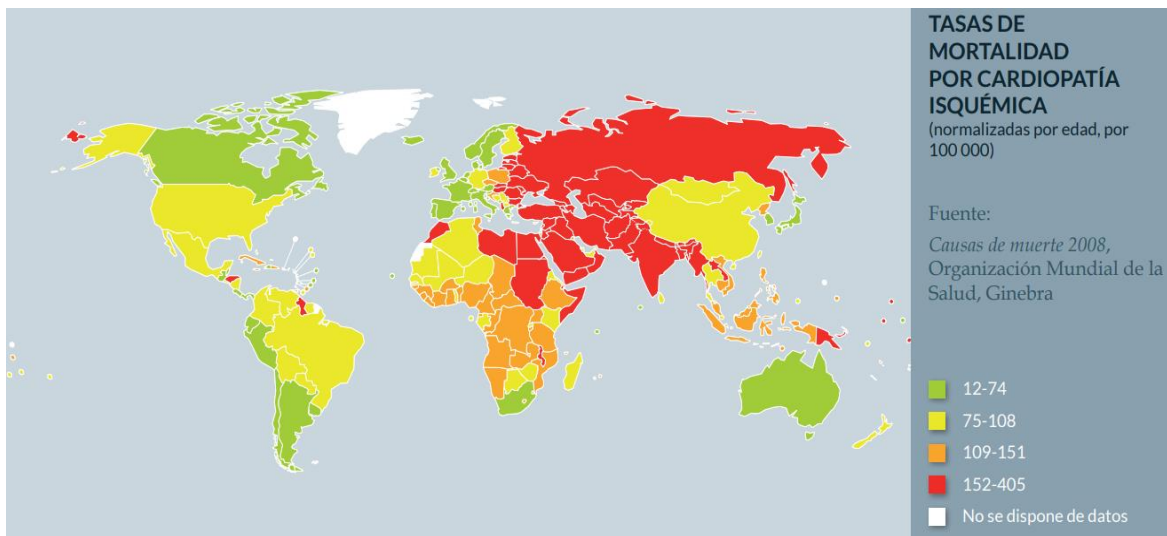 TASAS DE
MORTALIDAD
POR CARDIOPATÍA
ISQUÉMICA
(normalizadas por edad, por
100 000)
Fuente:
Causas de muerte 2008,
Organización Mundial de la
Salud, Ginebra
12-74
75-108
109-151
152-405
No se dispone de datos